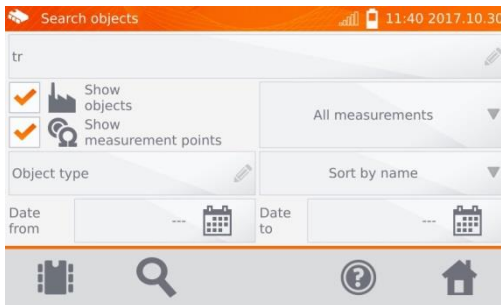 Search objects 11:40 2017.10.30
tr
Show
objects
Show
measurement points
All measurements
Object type
Sort by name
Date
from
---
Date
to
---
?